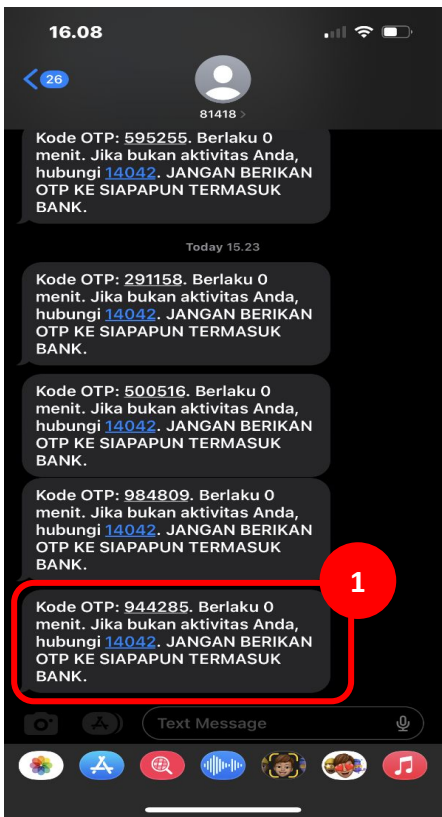 16.08
26
81418 >
Kode OTP: 595255. Berlaku 0
menit. Jika bukan aktivitas Anda,
hubungi 14042. JANGAN BERIKAN
OTP KE SIAPAPUN TERMASUK
BANK.
Today 15.23
Kode OTP: 291158. Berlaku 0
menit. Jika bukan aktivitas Anda,
hubungi 14042. JANGAN BERIKAN
OTP KE SIAPAPUN TERMASUK
BANK.
Kode OTP: 500516. Berlaku 0
menit. Jika bukan aktivitas Anda,
hubungi 14042. JANGAN BERIKAN
OTP KE SIAPAPUN TERMASUK
BANK.
Kode OTP: 984809. Berlaku 0
menit. Jika bukan aktivitas Anda,
hubungi 14042. JANGAN BERIKAN
OTP KE SIAPAPUN TERMASUK
BANK.
1
Kode OTP: 944285. Berlaku 0
menit. Jika bukan aktivitas Anda,
hubungi 14042. JANGAN BERIKAN
OTP KE SIAPAPUN TERMASUK
BANK.
Text Message